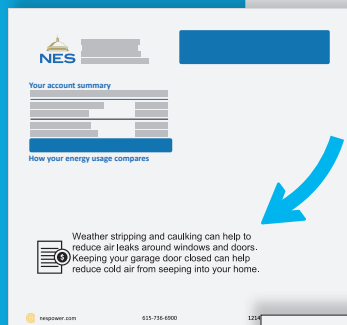 NES
Your account summary
How your energy usage compares
Weather stripping and caulking can help to
reduce air leaks around windows and doors.
Keeping your garage door closed can help
reduce cold air from seeping into your home.
nespower.com
615-736-6900
1214